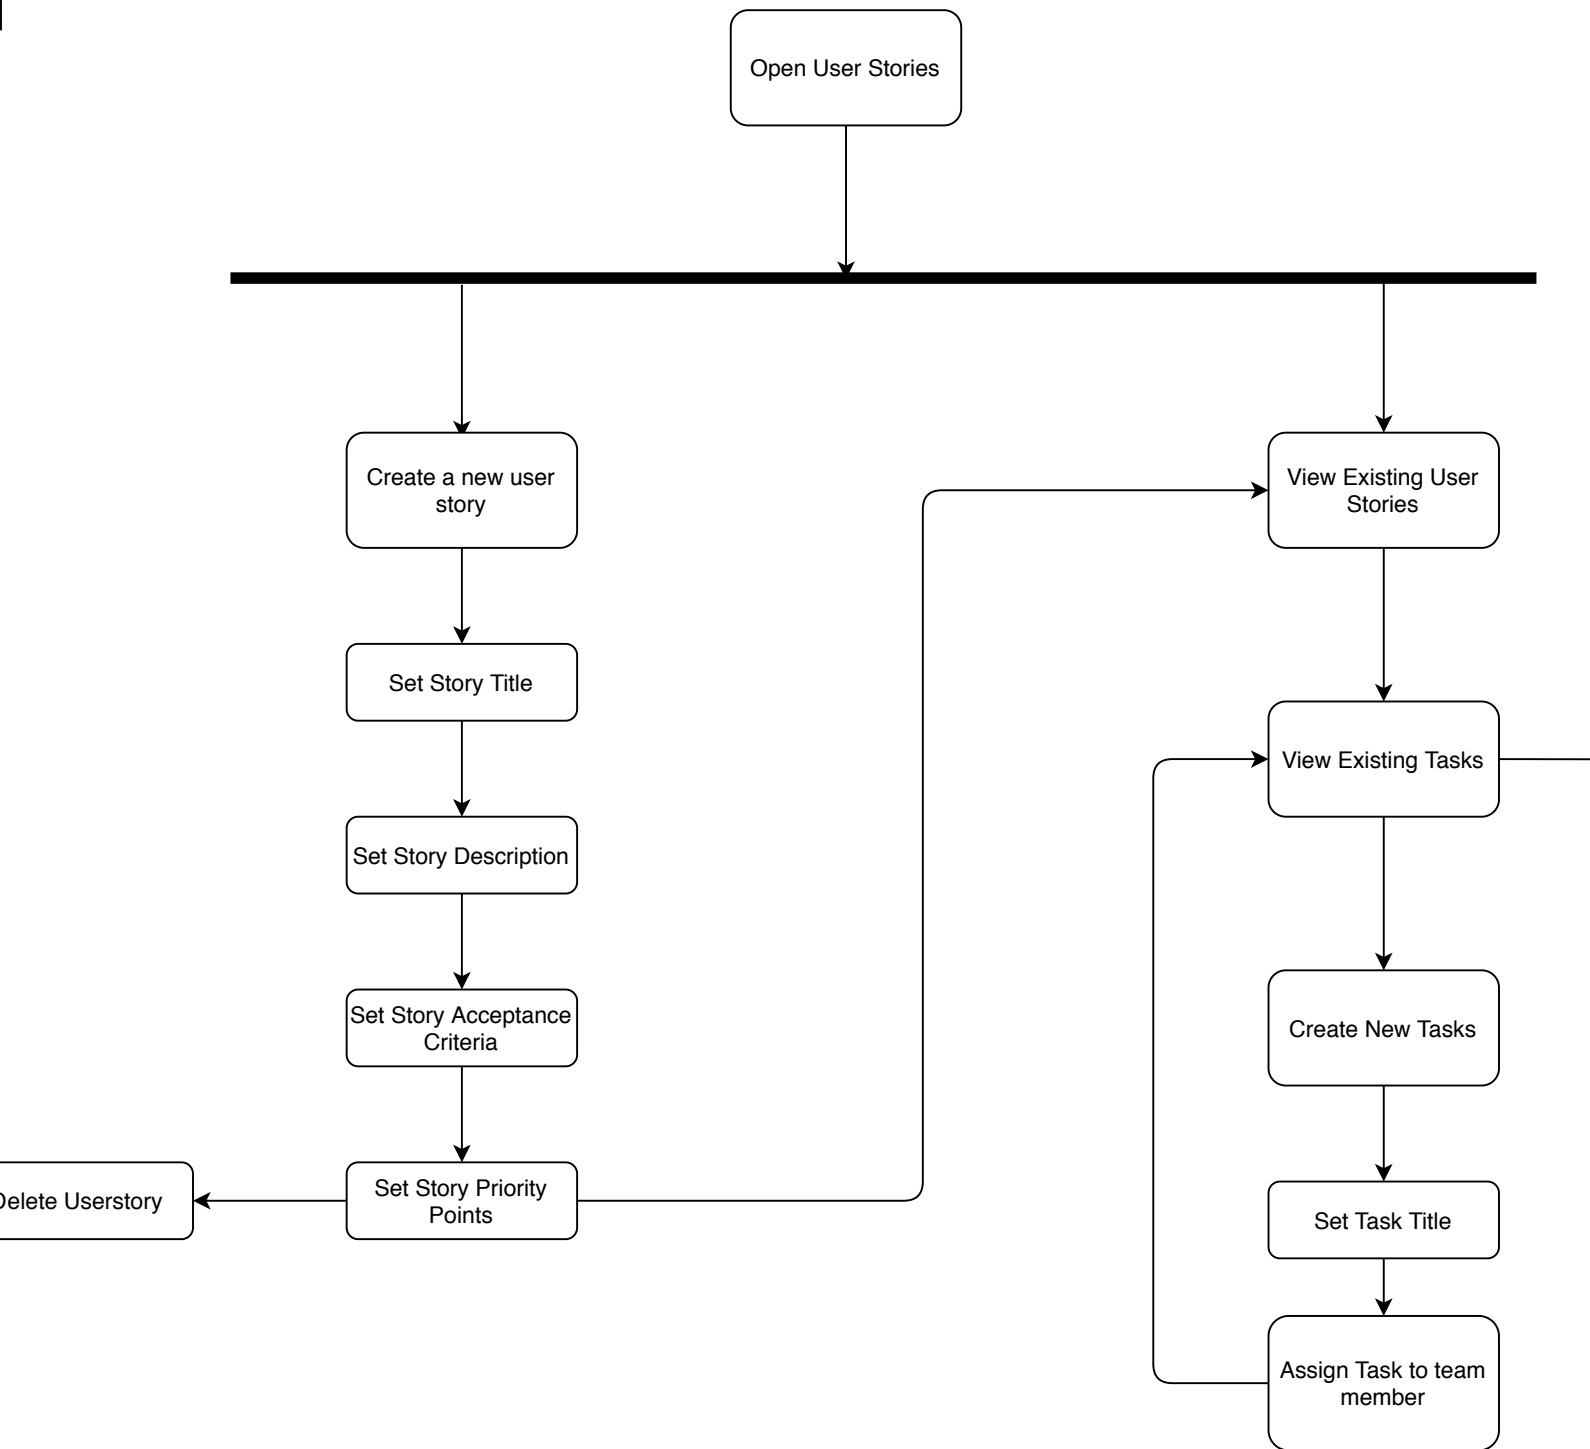 Open User Stories
Create a new user
story
View Existing User
Stories
Set Story Title
View Existing Tasks
Set Story Description
Set Story Acceptance
Criteria
Create New Tasks
Set Story Priority
Points
Delete Userstory
Set Task Title
Assign Task to team
member